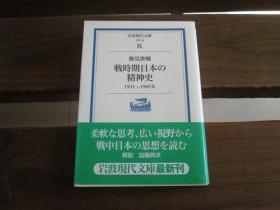 岩波現代文庫
鶴見俊輔
戦時期日本の
精神史
1931~1945年
柔軟な思考、広い視野から
戦中日本の思想を読む
解説 加藤典洋
岩波現代文庫最新刊